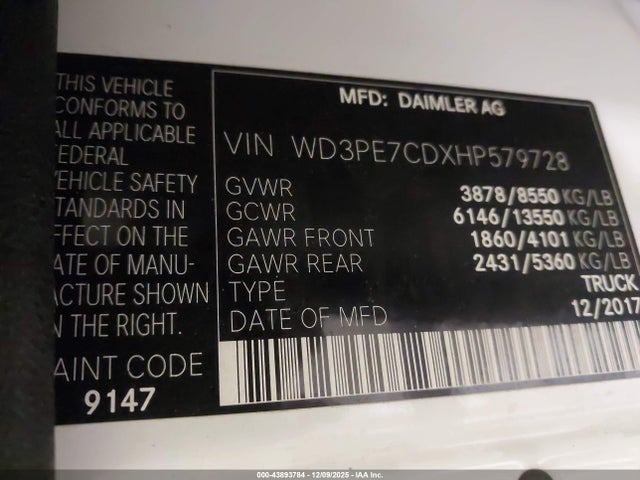 THIS VEHICLE
CONFORMS TO
ALL APPLICABLE
FEDERAL
VEHICLE SAFETY
STANDARDS IN
EFFECT ON THE
DATE OF MANU-
FACTURE SHOWN
ON THE RIGHT.
PAINT CODE
9147
MFD: DAIMLER AG
VIN WD3PE7CDXHP579728
GVWR 3878/8550 KG/LB
GCWR 6146/13550 KG/LB
GAWR FRONT 1860/4101 KG/LB
GAWR REAR 2431/5360 KG/LB
TYPE TRUCK
DATE OF MFD 12/2017
000-43893784 - 12/09/2025 - IAA Inc.